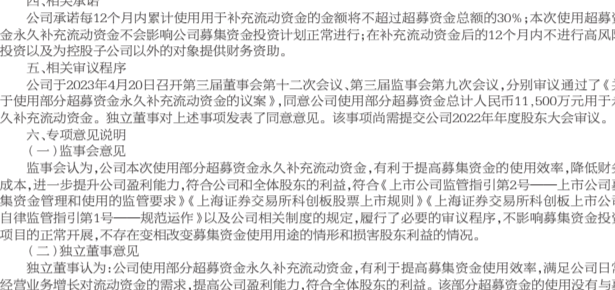 四、相关承诺
公司承诺每12个月内累计使用用于补充流动资金的金额将不超过超募资金总额的30%；本次使用超募资
金永久补充流动资金不会影响公司募集资金投资计划正常进行；在补充流动资金后的12个月内不进行高风险
投资以及为控股子公司以外的对象提供财务资助。
五、相关审议程序
公司于2023年4月20日召开第三届董事会第十二次会议、第三届监事会第九次会议，分别审议通过了《关
于使用部分超募资金永久补充流动资金的议案》，同意公司使用部分超募资金总计人民币11,500万元用于永
久补充流动资金。独立董事对上述事项发表了同意意见。该事项尚需提交公司2022年年度股东大会审议。
六、专项意见说明
（一）监事会意见
监事会认为，公司本次使用部分超募资金永久补充流动资金，有利于提高募集资金的使用效率，降低财务
成本，进一步提升公司盈利能力，符合公司和全体股东的利益，符合《上市公司监管指引第2号——上市公司募
集资金管理和使用的监管要求》《上海证券交易所科创板股票上市规则》《上海证券交易所科创板上市公司
自律监管指引第1号——规范运作》以及公司相关制度的规定，履行了必要的审议程序，不影响募集资金投资
项目的正常开展，不存在变相改变募集资金使用用途的情形和损害股东利益的情况。
（二）独立董事意见
独立董事认为：公司使用部分超募资金永久补充流动资金，有利于提高募集资金使用效率，满足公司日常
经营业务增长对流动资金的需求，提高公司盈利能力，符合全体股东的利益。该部分超募资金的使用没有与募